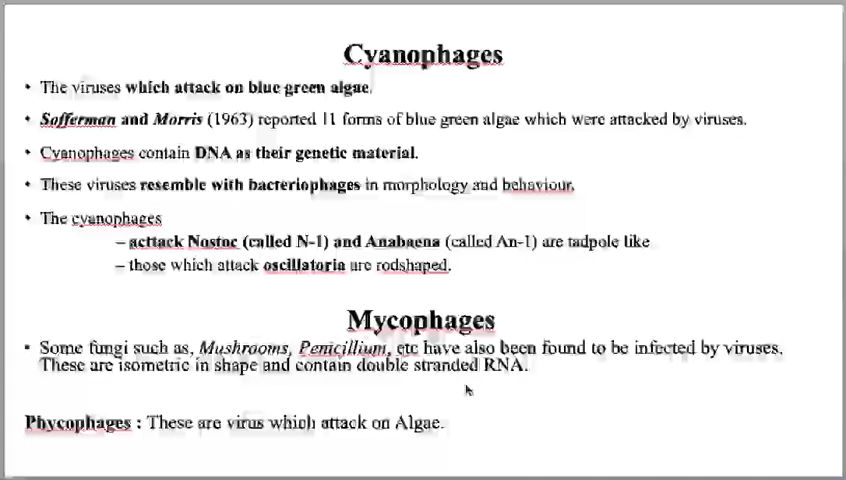 Cyanophages
• The viruses which attack on blue green algae.
• Sofferman and Morris (1963) reported 11 forms of blue green algae which were attacked by viruses.
• Cyanophages contain DNA as their genetic material.
• These viruses resemble with bacteriophages in morphology and behaviour.
• The cyanophages
– acttack Nostoc (called N-1) and Anabaena (called An-1) are tadpole like
– those which attack oscillatoria are rodshaped.
Mycophages
• Some fungi such as, Mushrooms, Penicillium, etc have also been found to be infected by viruses.
These are isometric in shape and contain double stranded RNA.
Phycophages : These are virus which attack on Algae.